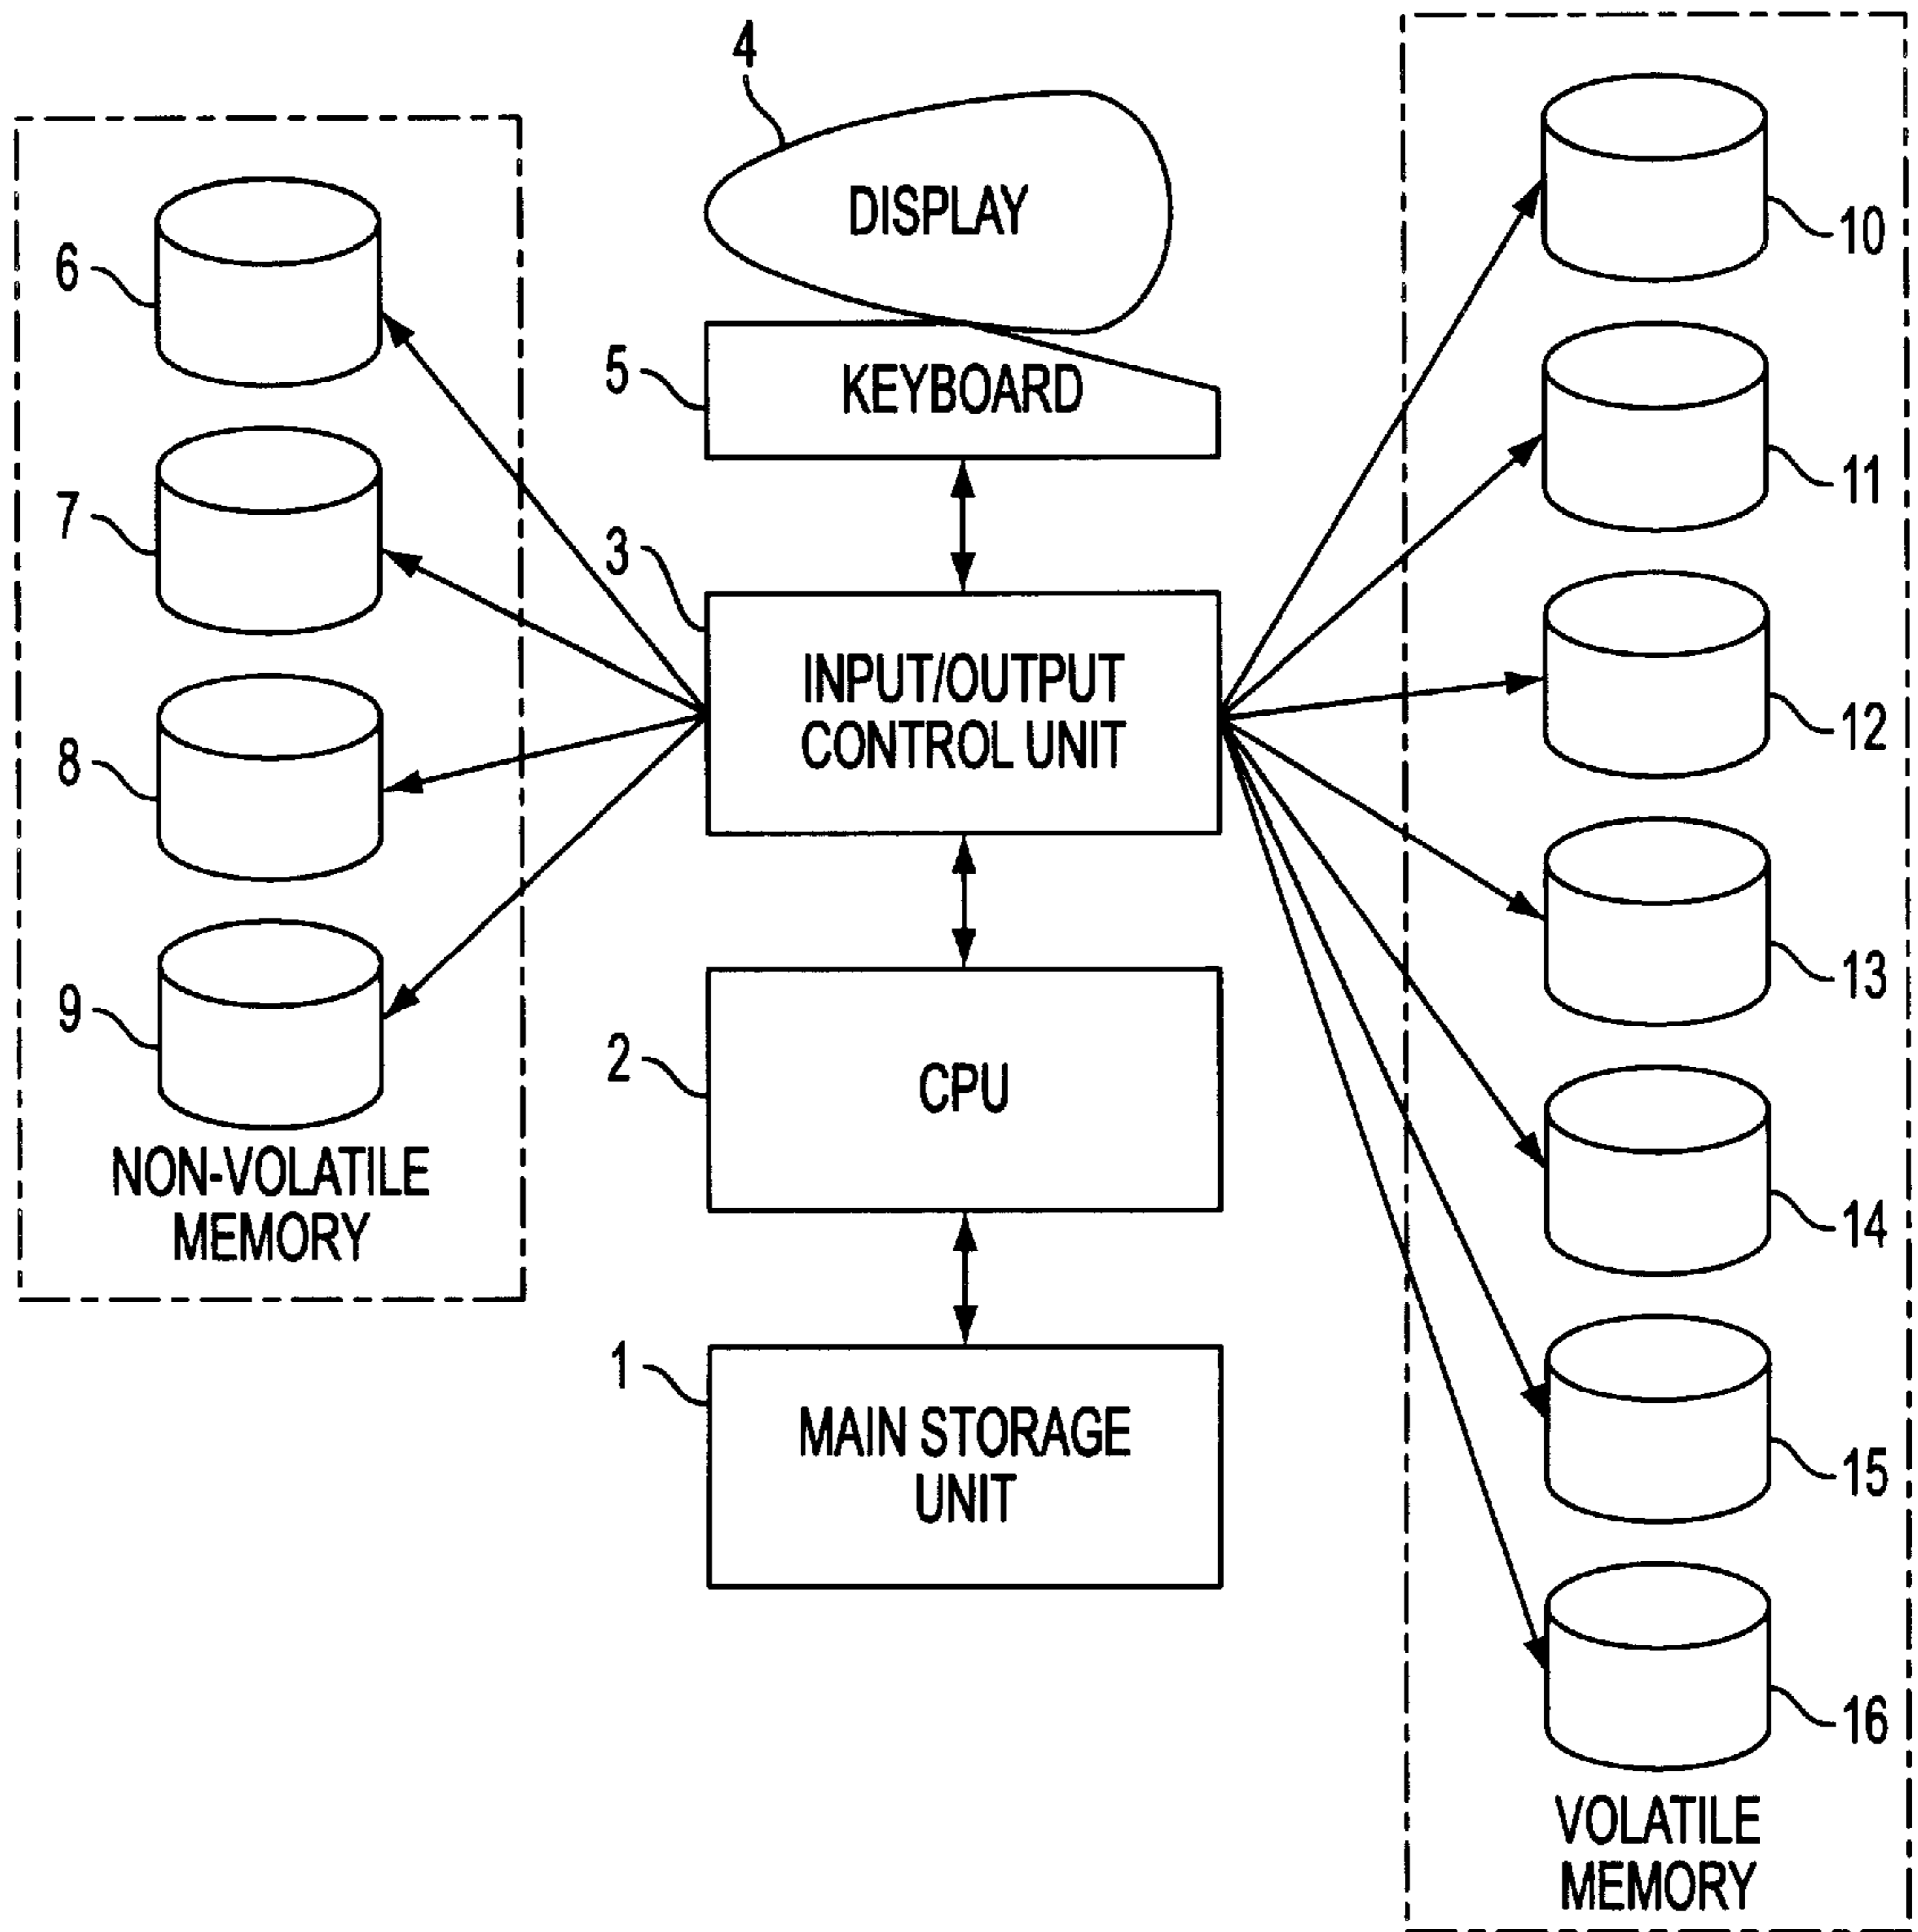 4
DISPLAY
5
KEYBOARD
3
INPUT/OUTPUT
CONTROL UNIT
2
CPU
1
MAIN STORAGE
UNIT
6
7
8
9
NON-VOLATILE
MEMORY
10
11
12
13
14
15
16
VOLATILE
MEMORY